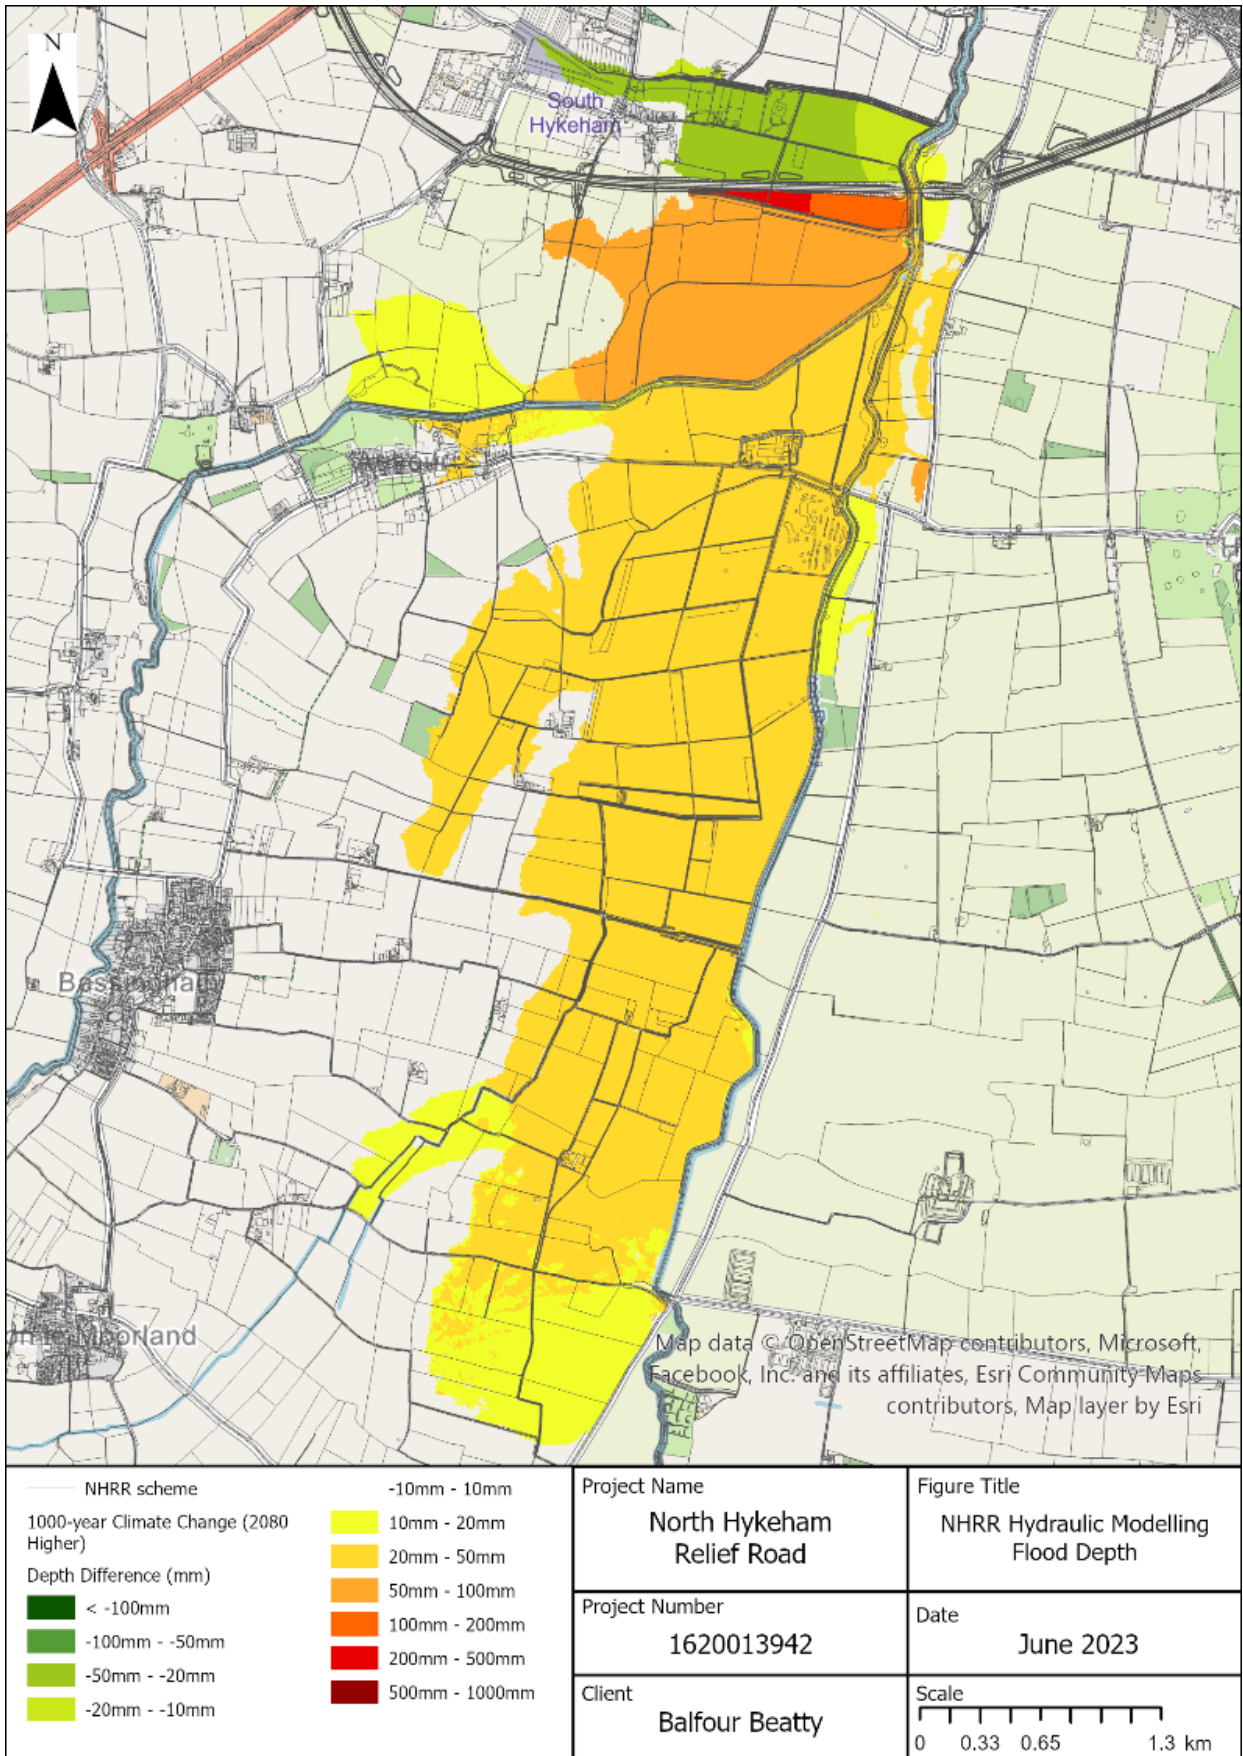 N
South
Hykeham
Bassingham
Moorland
Map data © OpenStreetMap contributors, Microsoft,
Facebook, Inc. and its affiliates, Esri Community Maps
contributors, Map layer by Esri
NHRR scheme
1000-year Climate Change (2080
Higher)
Depth Difference (mm)
< -100mm
-100mm - -50mm
-50mm - -20mm
-20mm - -10mm
-10mm - 10mm
10mm - 20mm
20mm - 50mm
50mm - 100mm
100mm - 200mm
200mm - 500mm
500mm - 1000mm
Project Name
North Hykeham
Relief Road
Figure Title
NHRR Hydraulic Modelling
Flood Depth
Project Number
1620013942
Date
June 2023
Client
Balfour Beatty
Scale
0 0.33 0.65 1.3 km